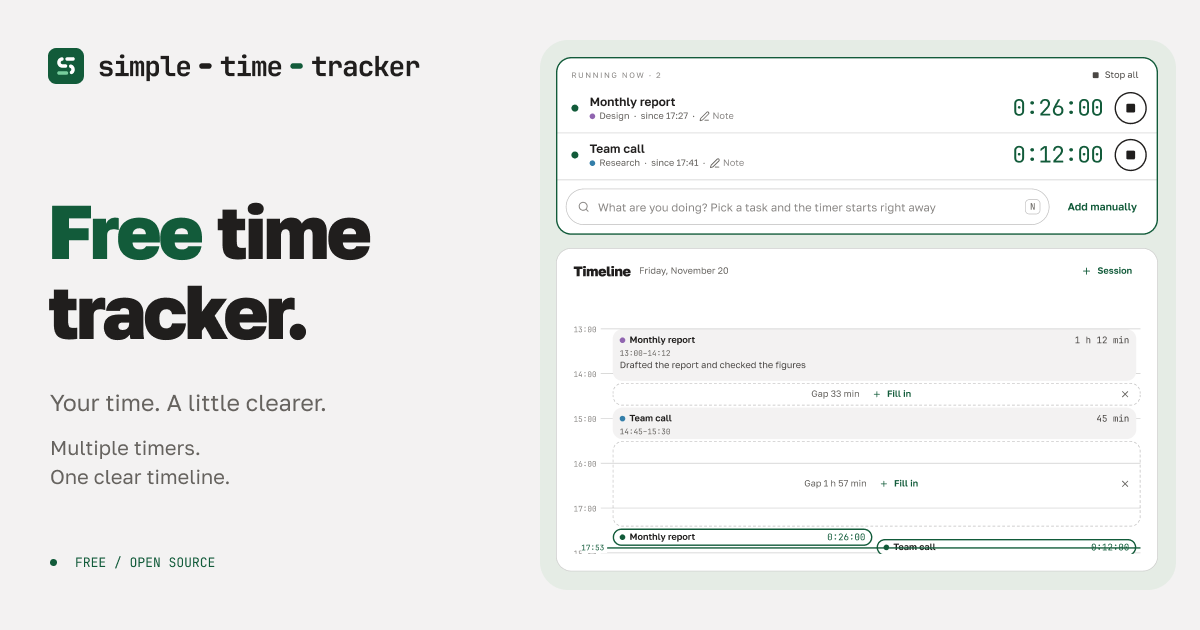 simple-time-tracker
Free time
tracker.
Your time. A little clearer.
Multiple timers.
One clear timeline.
FREE / OPEN SOURCE
RUNNING NOW · 2
Stop all
Monthly report
Design · since 17:27 · Note
0:26:00
Team call
Research · since 17:41 · Note
0:12:00
What are you doing? Pick a task and the timer starts right away
N
Add manually
Timeline Friday, November 20
+ Session
13:00
Monthly report
1 h 12 min
13:00–14:12
Drafted the report and checked the figures
14:00
Gap 33 min + Fill in ×
15:00
Team call
45 min
14:45–15:30
16:00
Gap 1 h 57 min + Fill in ×
17:00
Monthly report 0:26:00
17:53
Team call 0:12:00